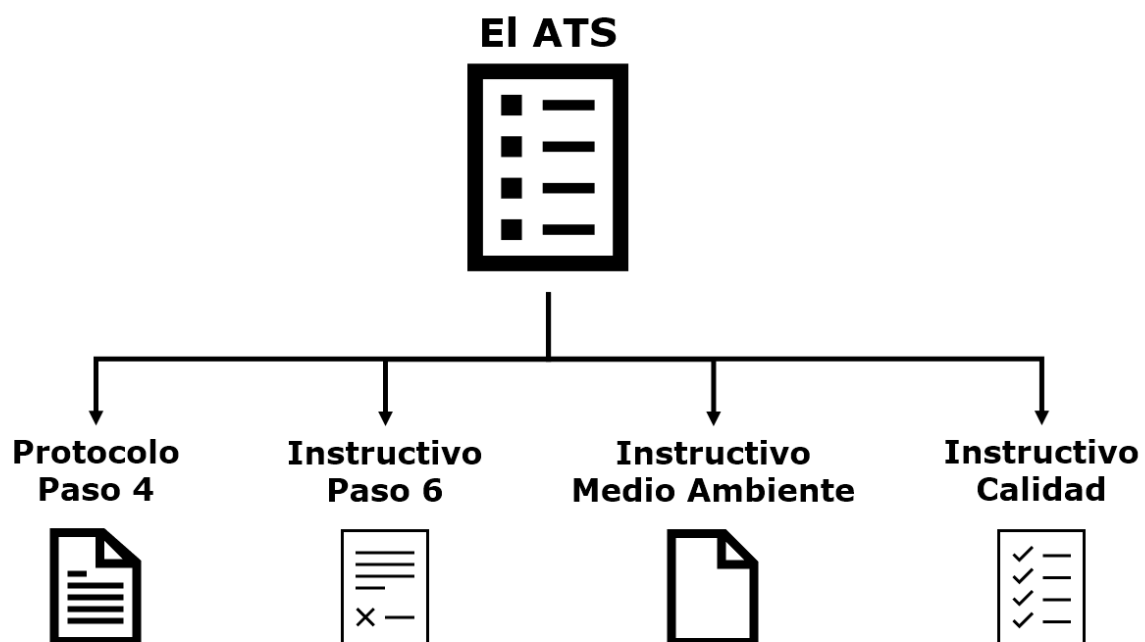 El ATS
Protocolo
Paso 4
Instructivo
Paso 6
Instructivo
Medio Ambiente
Instructivo
Calidad